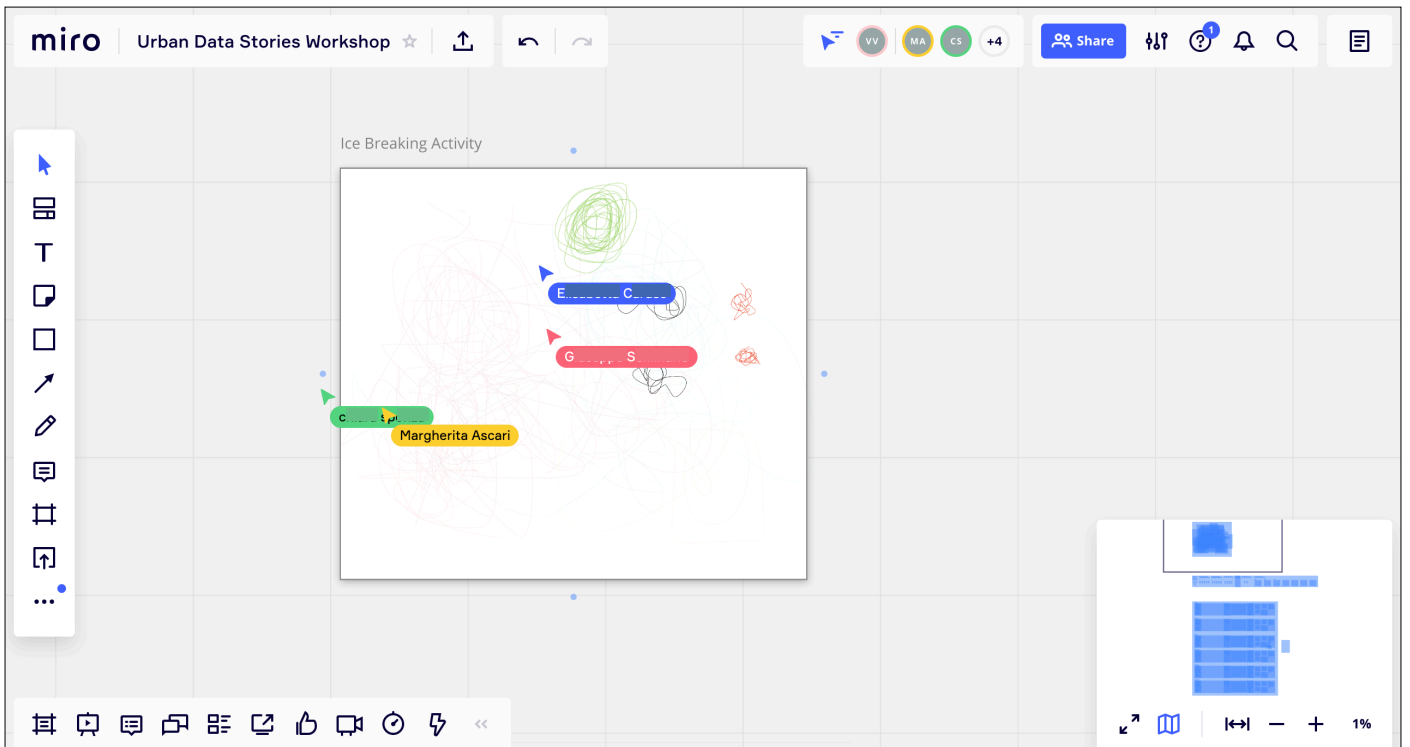 miro
Urban Data Stories Workshop
VV
MA
CS
+4
Share
1
Ice Breaking Activity
Margherita Ascari
1%